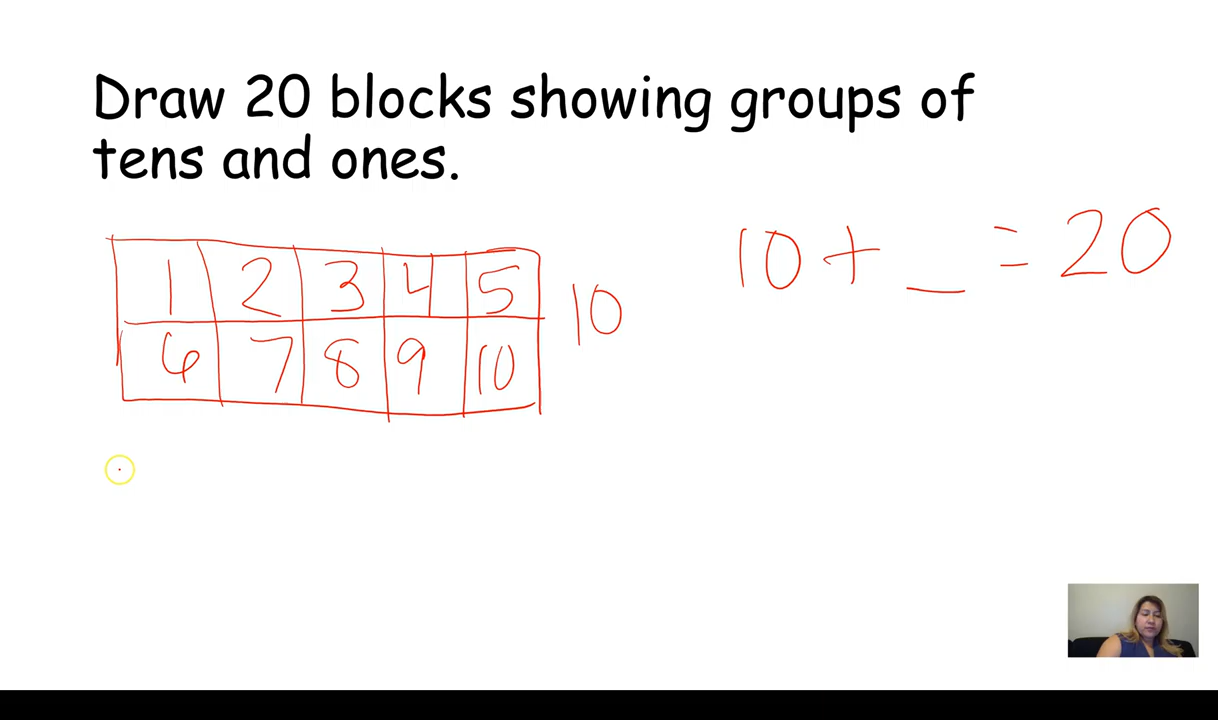 Draw 20 blocks showing groups of
tens and ones.
10 + _ = 20
1 2 3 4 5
10
6 7 8 9 10